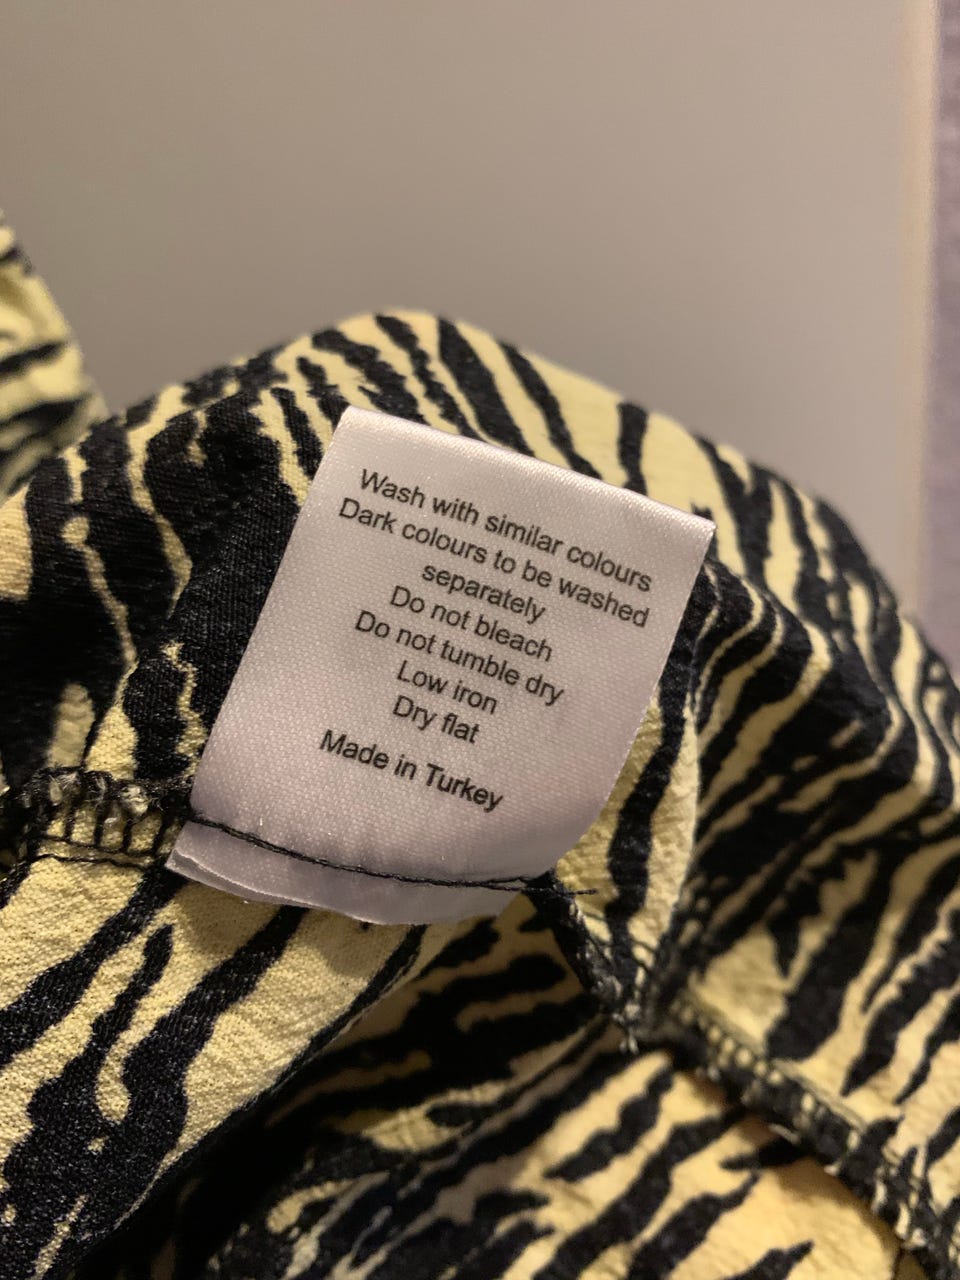 Wash with similar colours
Dark colours to be washed
separately
Do not bleach
Do not tumble dry
Low iron
Dry flat
Made in Turkey